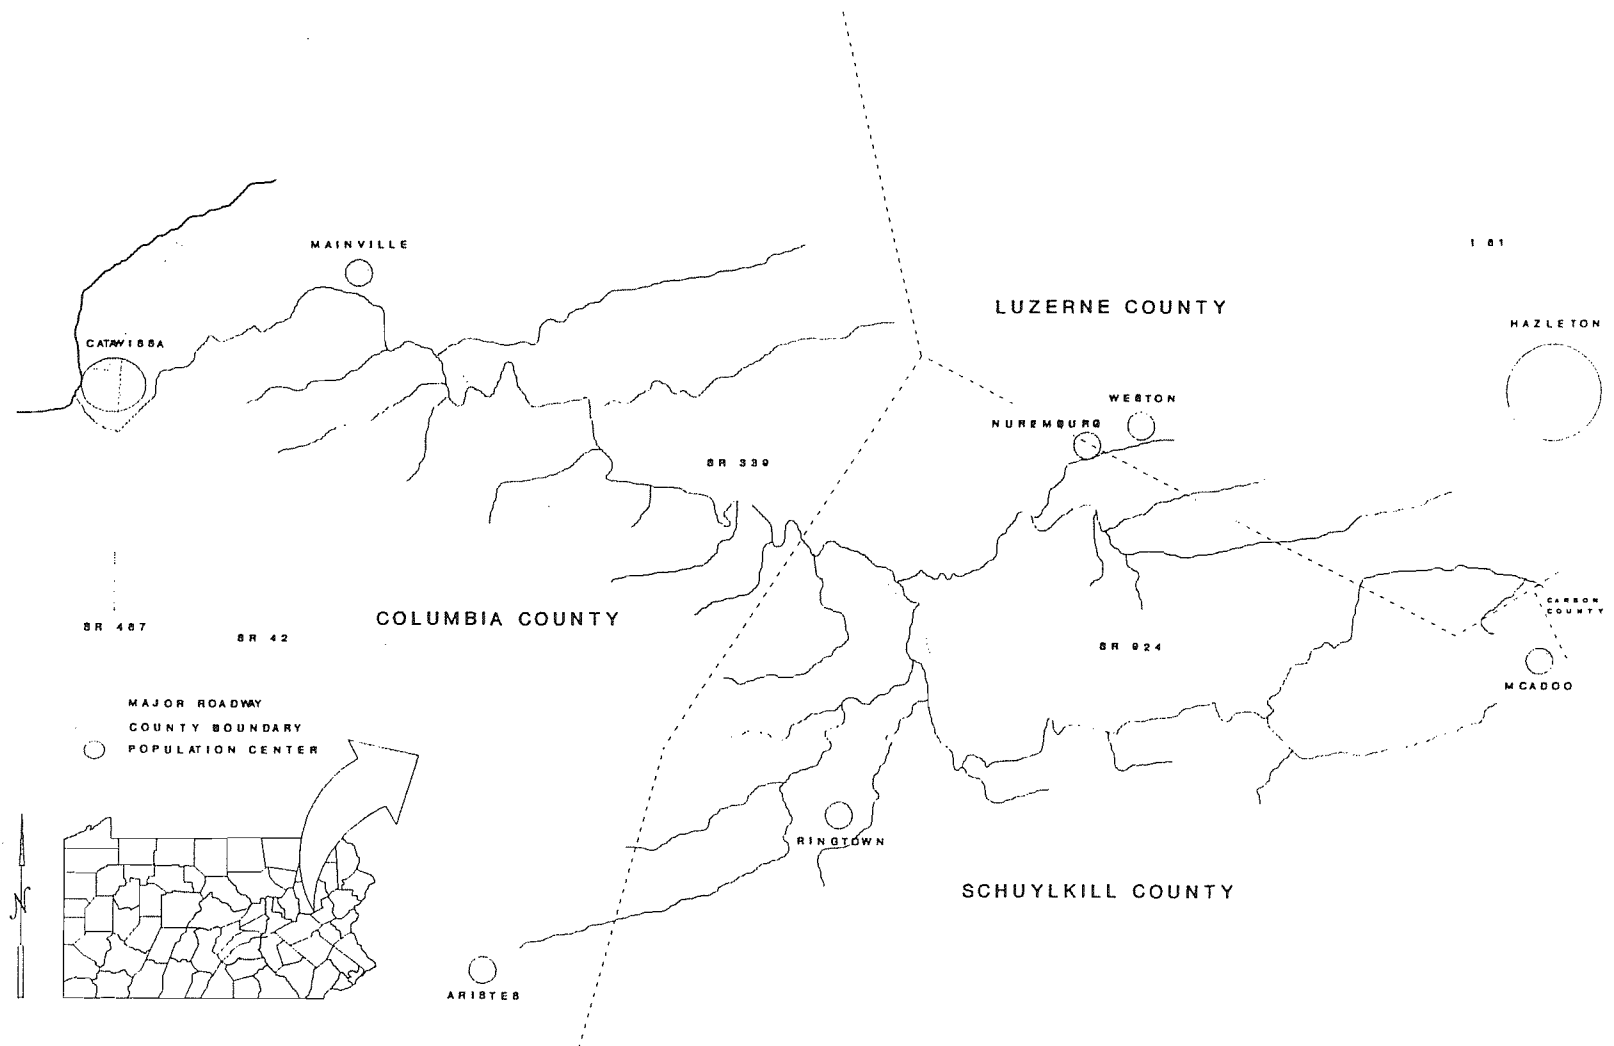 MAINVILLE
I 81
LUZERNE COUNTY
HAZLETON
CATAWISSA
WESTON
NUREMBURG
SR 339
CARBON
COUNTY
COLUMBIA COUNTY
SR 487
SR 42
SR 924
MCADOO
MAJOR ROADWAY
COUNTY BOUNDARY
POPULATION CENTER
RINGTOWN
SCHUYLKILL COUNTY
N
ARISTES